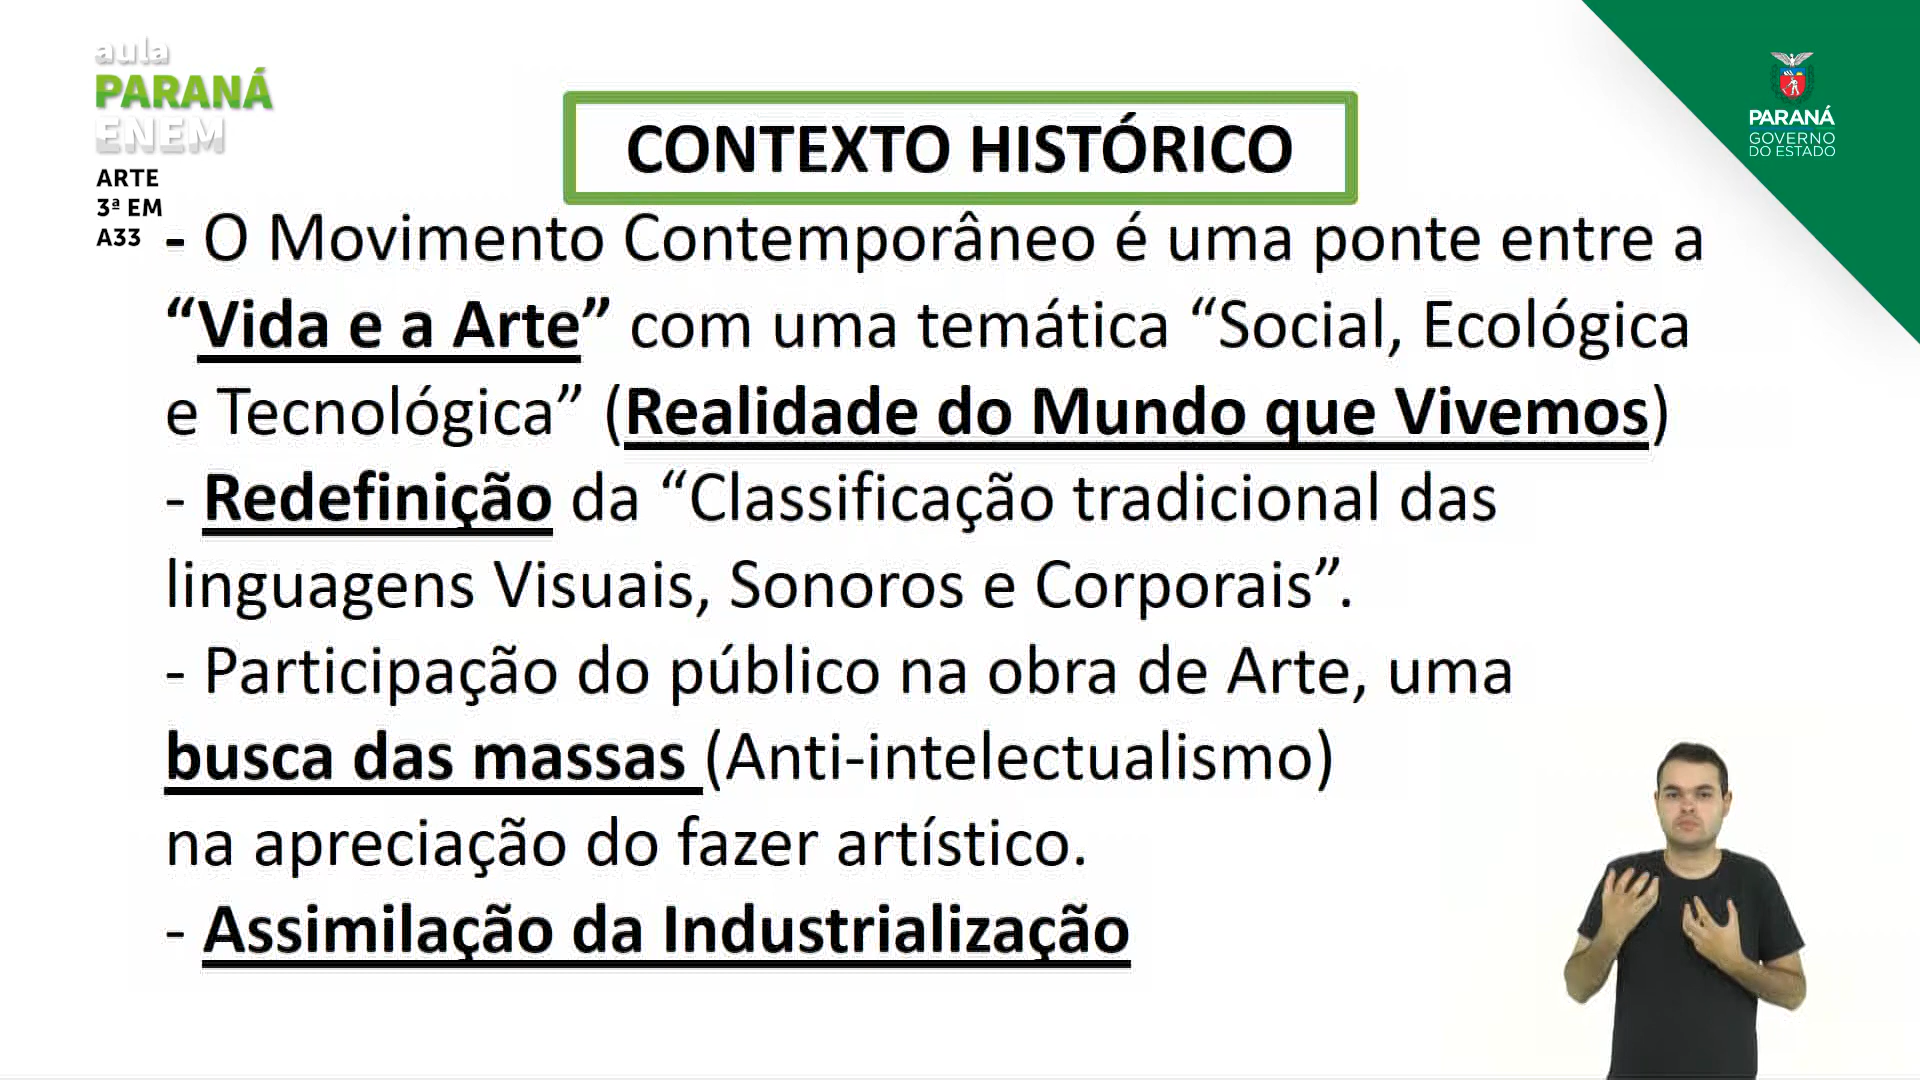 aula
PARANÁ
ENEM
ARTE
3ª EM
A33
PARANÁ
GOVERNO
DO ESTADO
CONTEXTO HISTÓRICO
- O Movimento Contemporâneo é uma ponte entre a
“Vida e a Arte” com uma temática “Social, Ecológica
e Tecnológica” (Realidade do Mundo que Vivemos)
- Redefinição da “Classificação tradicional das
linguagens Visuais, Sonoros e Corporais”.
- Participação do público na obra de Arte, uma
busca das massas (Anti-intelectualismo)
na apreciação do fazer artístico.
- Assimilação da Industrialização